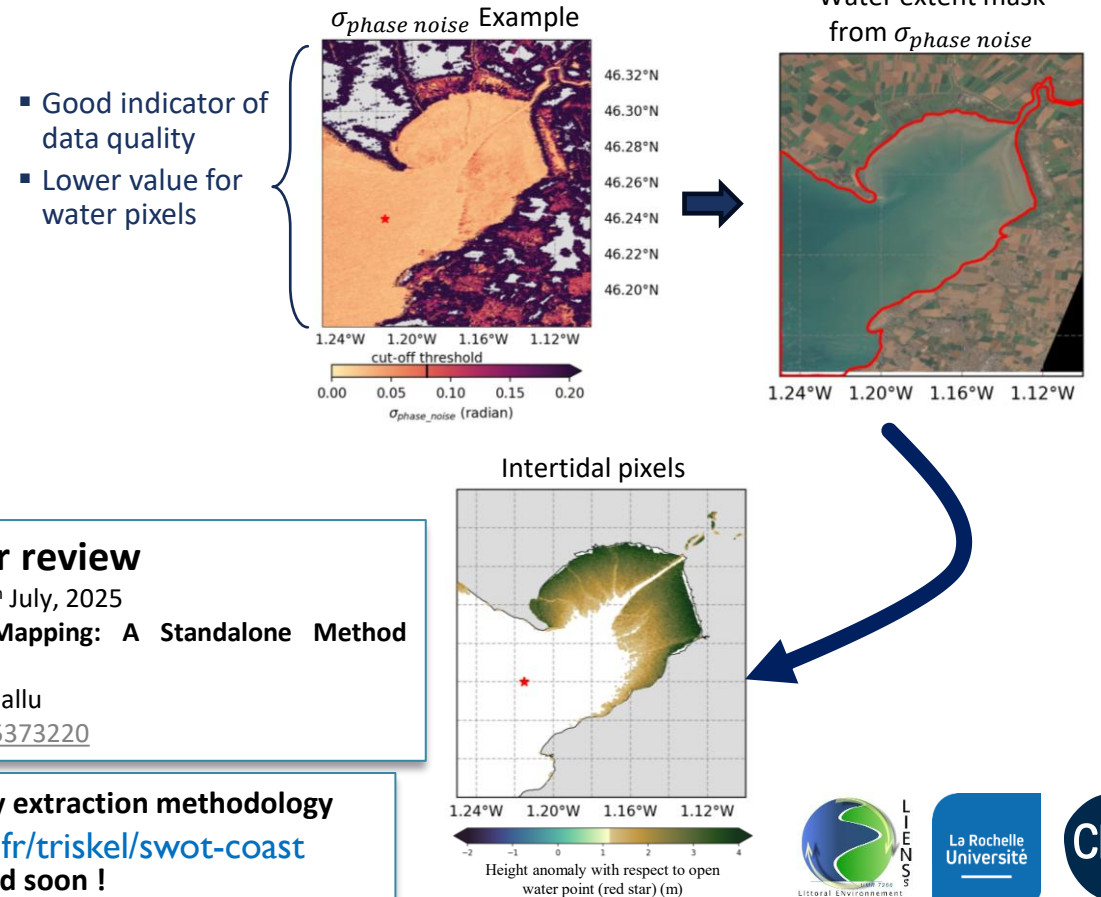 σphase noise Example
Water extent mask
from σphase noise
▪ Good indicator of
data quality
▪ Lower value for
water pixels
46.32°N
46.30°N
46.28°N
46.26°N
46.24°N
46.22°N
46.20°N
1.24°W 1.20°W 1.16°W 1.12°W
cut-off threshold
0.00 0.05 0.10 0.15 0.20
σphase_noise (radian)
1.24°W 1.20°W 1.16°W 1.12°W
Intertidal pixels
1.24°W 1.20°W 1.16°W 1.12°W
−2 −1 0 1 2 3 4
Height anomaly with respect to open
water point (red star) (m)
r review
July, 2025
Mapping: A Standalone Method
allu
5373220
y extraction methodology
fr/triskel/swot-coast
d soon !
LIENSs
UMR 7266
Littoral ENvironnement
La Rochelle
Université